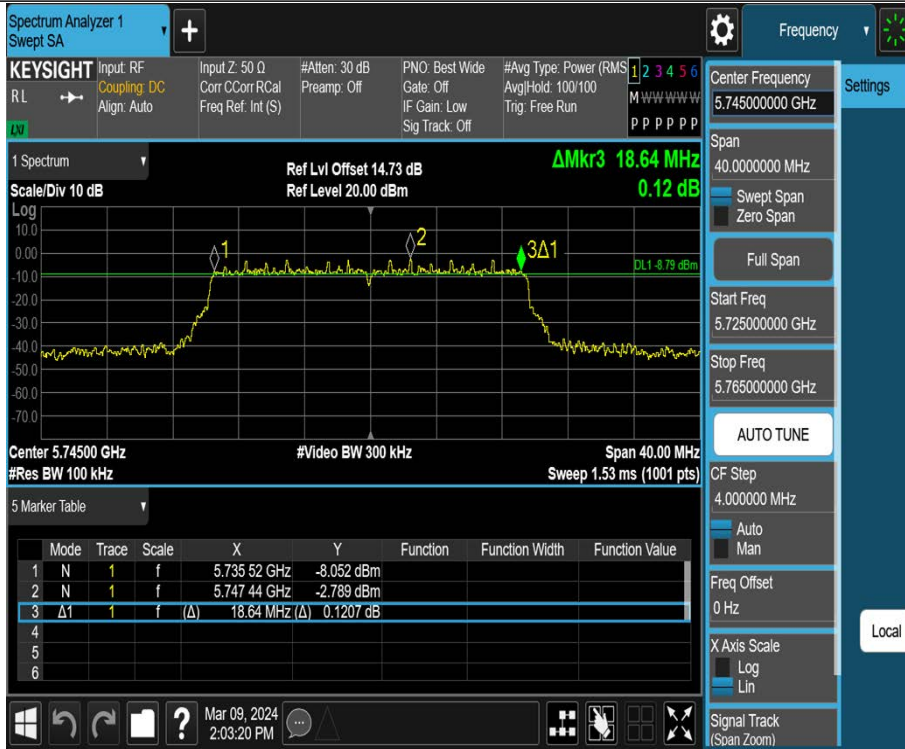 Spectrum Analyzer 1
Swept SA
+
Frequency
KEYSIGHT
RL
LXI
Input: RF
Coupling: DC
Align: Auto
Input Z: 50 Ω
Corr CCorr RCal
Freq Ref: Int (S)
#Atten: 30 dB
Preamp: Off
PNO: Best Wide
Gate: Off
IF Gain: Low
Sig Track: Off
#Avg Type: Power (RMS
Avg|Hold: 100/100
Trig: Free Run
1 2 3 4 5 6
M W W W W W
P P P P P P
1 Spectrum
Scale/Div 10 dB
Ref Lvl Offset 14.73 dB
Ref Level 20.00 dBm
ΔMkr3 18.64 MHz
0.12 dB
Log
10.0
0.00
-10.0
-20.0
-30.0
-40.0
-50.0
-60.0
-70.0
1
2
3Δ1
DL1 -8.79 dBm
Center 5.74500 GHz
#Res BW 100 kHz
#Video BW 300 kHz
Span 40.00 MHz
Sweep 1.53 ms (1001 pts)
5 Marker Table
Mode Trace Scale X Y Function Function Width Function Value
1 N 1 f 5.735 52 GHz -8.052 dBm
2 N 1 f 5.747 44 GHz -2.789 dBm
3 Δ1 1 f (Δ) 18.64 MHz (Δ) 0.1207 dB
4
5
6
?
Mar 09, 2024
2:03:20 PM
Center Frequency
5.745000000 GHz
Span
40.0000000 MHz
Swept Span
Zero Span
Full Span
Start Freq
5.725000000 GHz
Stop Freq
5.765000000 GHz
AUTO TUNE
CF Step
4.000000 MHz
Auto
Man
Freq Offset
0 Hz
X Axis Scale
Log
Lin
Signal Track
(Span Zoom)
Settings
Local